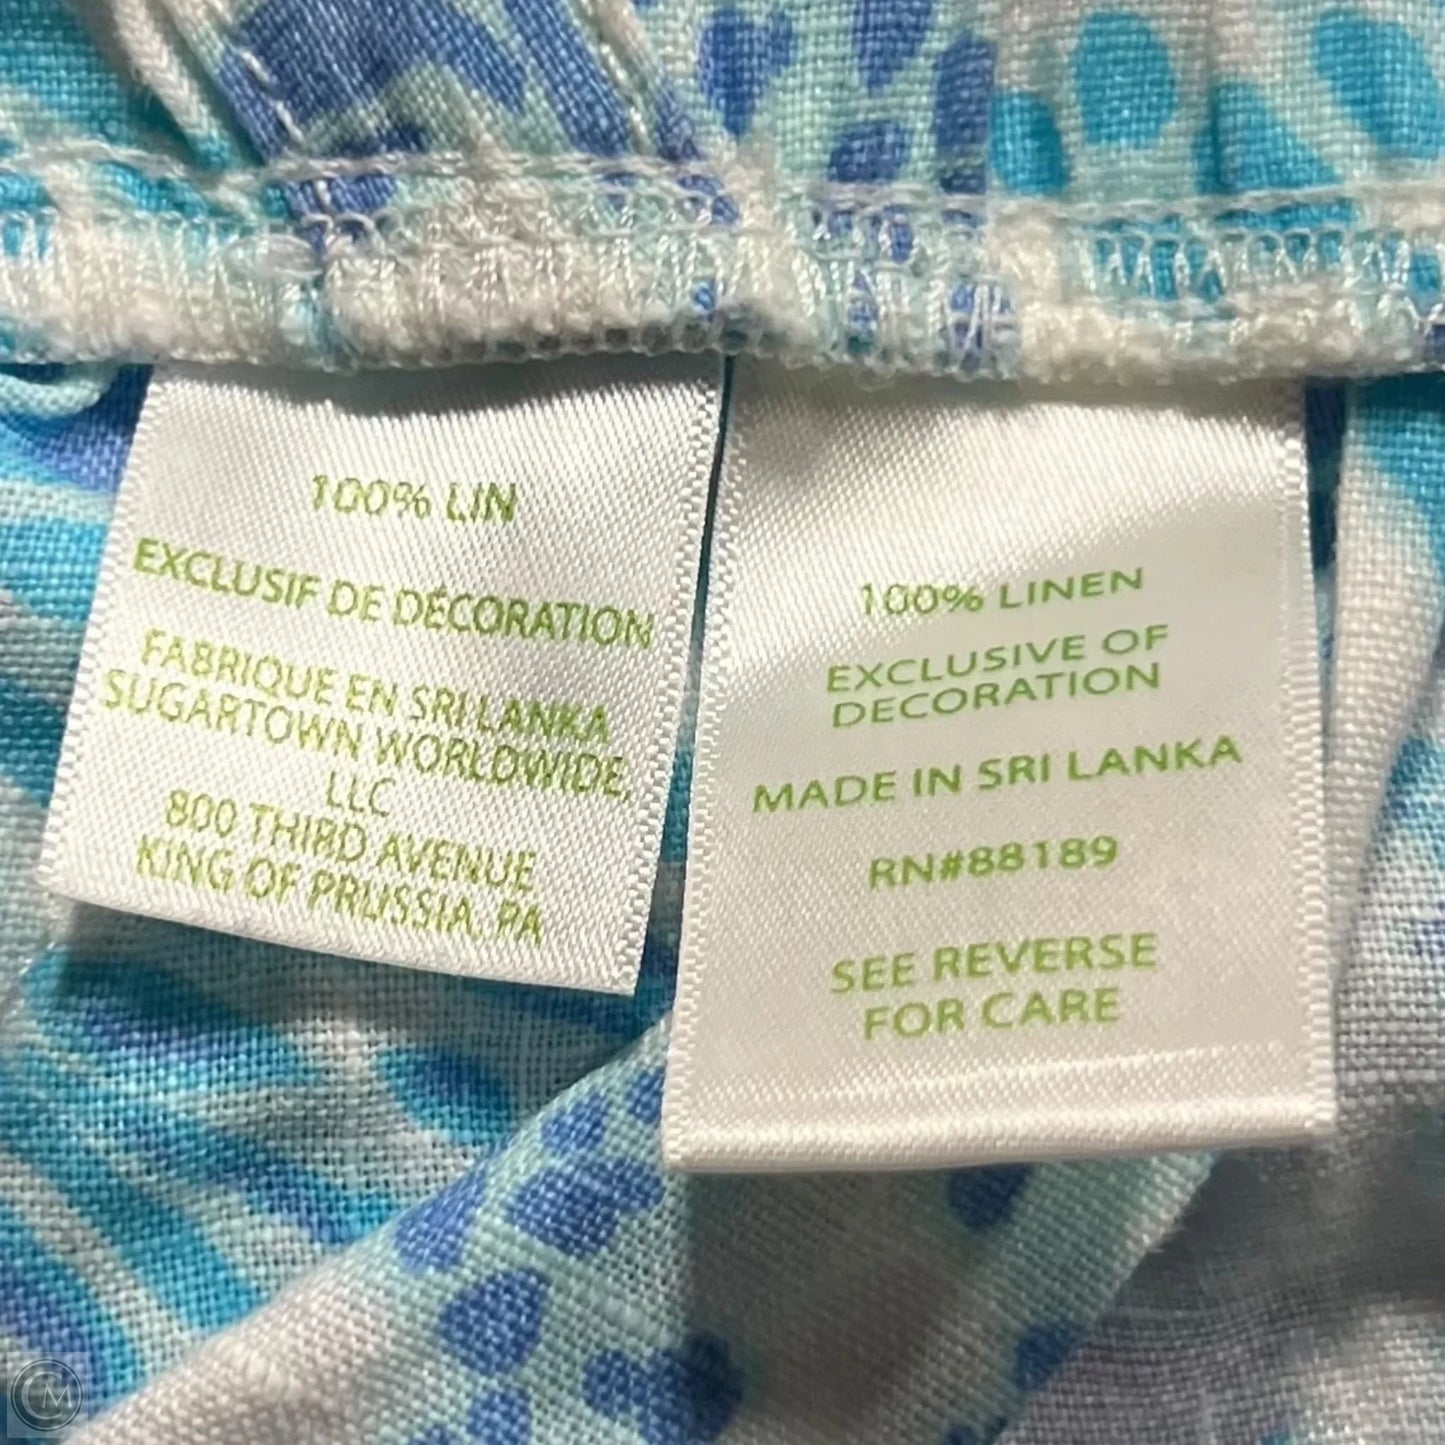 100% LIN
EXCLUSIF DE DÉCORATION
FABRIQUE EN SRI LANKA
SUGARTOWN WORLDWIDE,
LLC
800 THIRD AVENUE
KING OF PRUSSIA, PA
100% LINEN
EXCLUSIVE OF
DECORATION
MADE IN SRI LANKA
RN#88189
SEE REVERSE
FOR CARE
CM